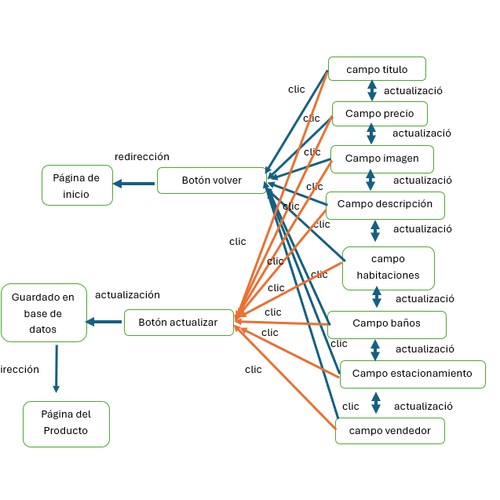 campo titulo
clic
actualizació
Campo precio
clic
actualizació
redirección
clic
Campo imagen
Página de
inicio
Botón volver
actualizació
clic
Campo descripción
clic
clic
actualizació
clic
campo
habitaciones
clic
clic
clic
actualización
actualizació
Guardado en
base de
datos
Botón actualizar
clic
Campo baños
clic
clic
actualizació
irección
clic
Campo estacionamiento
Página del
Producto
clic
actualizació
campo vendedor